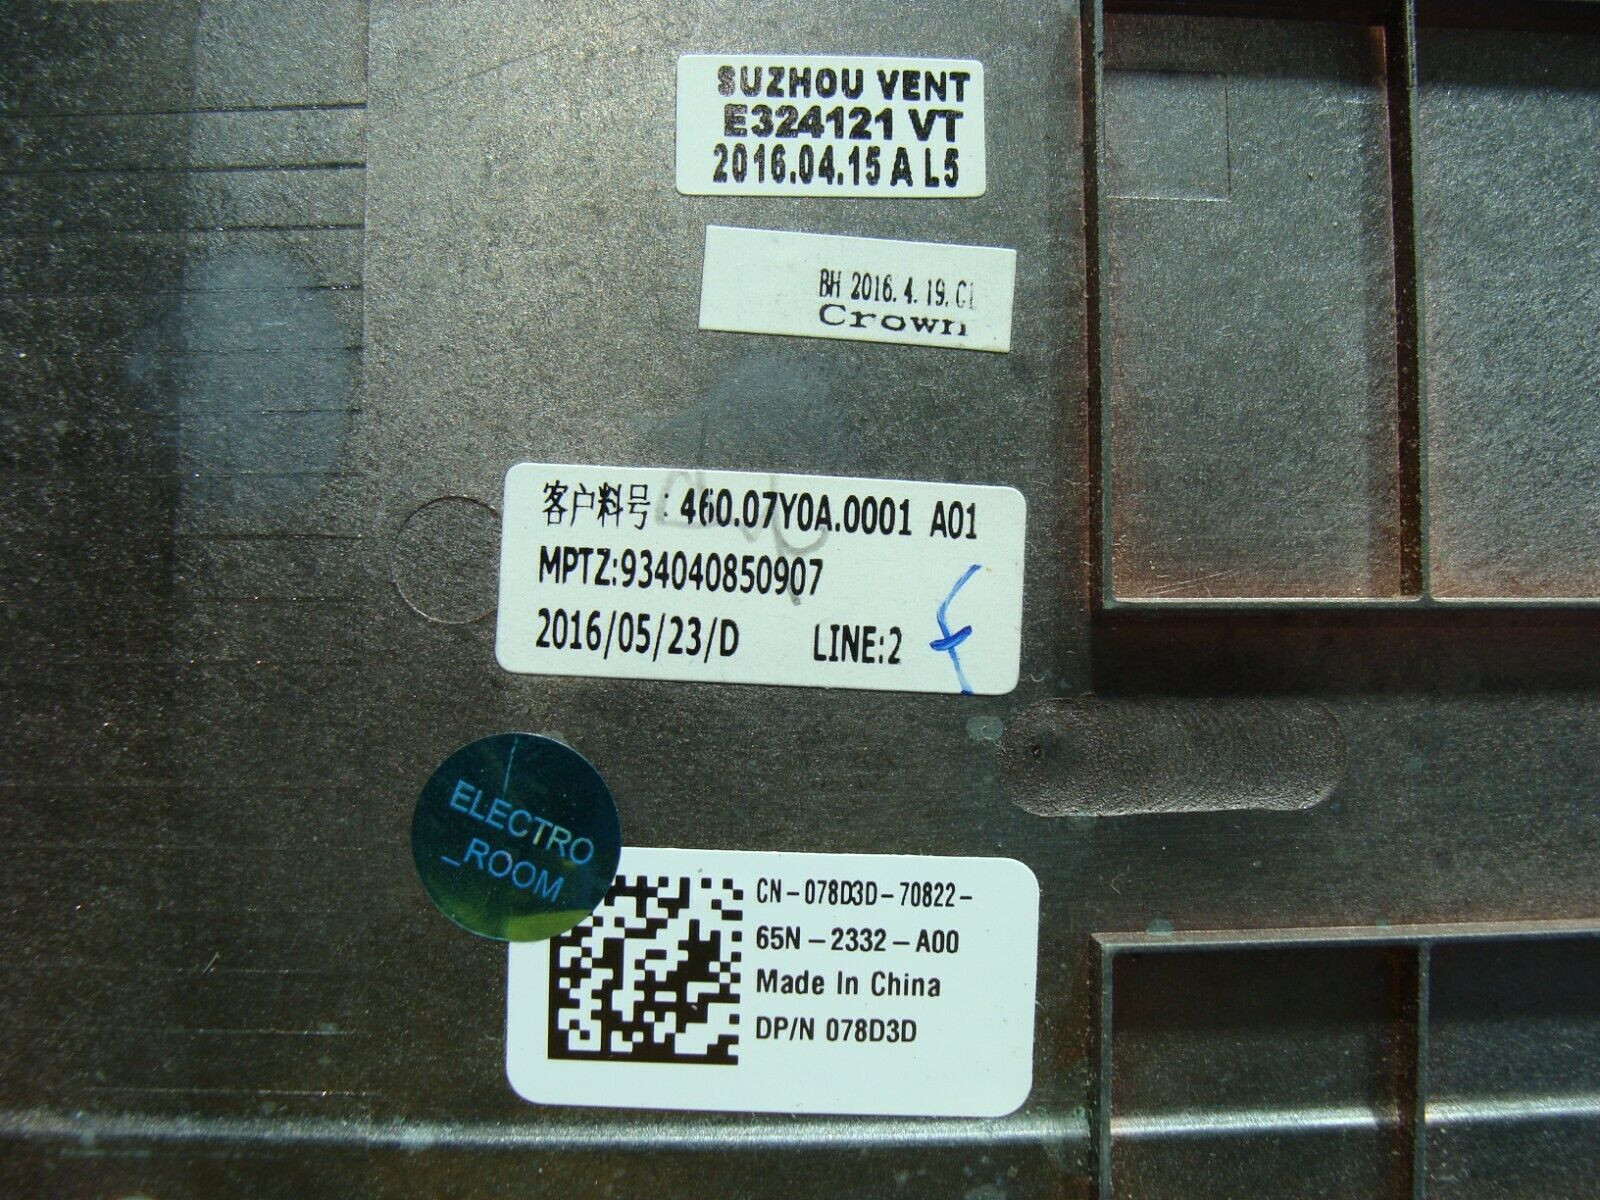 SUZHOU VENT
E324121 VT
2016.04.15 A L5
BH 2016.4.19.C1
Crown
客户料号：460.07Y0A.0001 A01
MPTZ:934040850907
2016/05/23/D LINE:2
ELECTRO
_ROOM
CN-078D3D-70822-
65N-2332-A00
Made In China
DP/N 078D3D